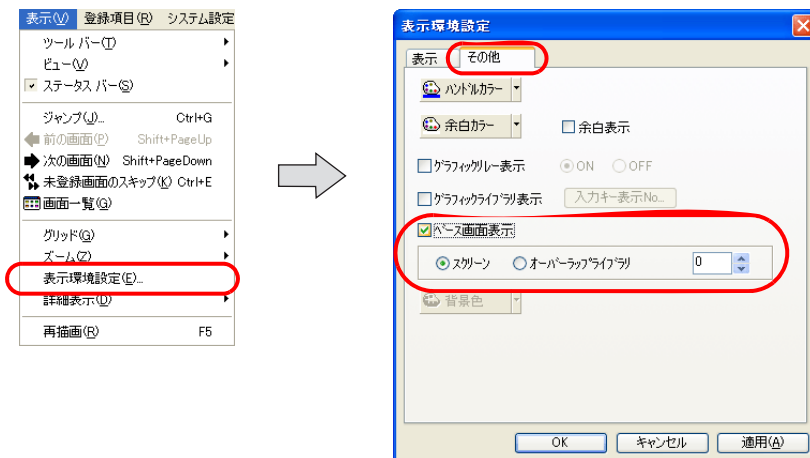 表示(V) 登録項目(R) システム設定
ツール バー(T)
ビュー(V)
ステータス バー(S)
ジャンプ(J)... Ctrl+G
前の画面(P) Shift+PageUp
次の画面(N) Shift+PageDown
未登録画面のスキップ(K) Ctrl+E
画面一覧(G)
グリッド(G)
ズーム(Z)
表示環境設定(E)...
詳細表示(D)
再描画(R) F5
表示環境設定
表示 その他
ハンドルカラー
余白カラー 余白表示
グラフィックリレー表示 ON OFF
グラフィックライブラリ表示 入力キー表示No...
ベース画面表示
スクリーン オーバーラップライブラリ 0
背景色
OK キャンセル 適用(A)